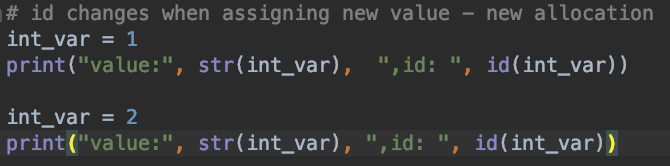 # id changes when assigning new value – new allocation
int_var = 1
print("value:", str(int_var),  ",id: ", id(int_var))
int_var = 2
print("value:", str(int_var), ",id: ", id(int_var))